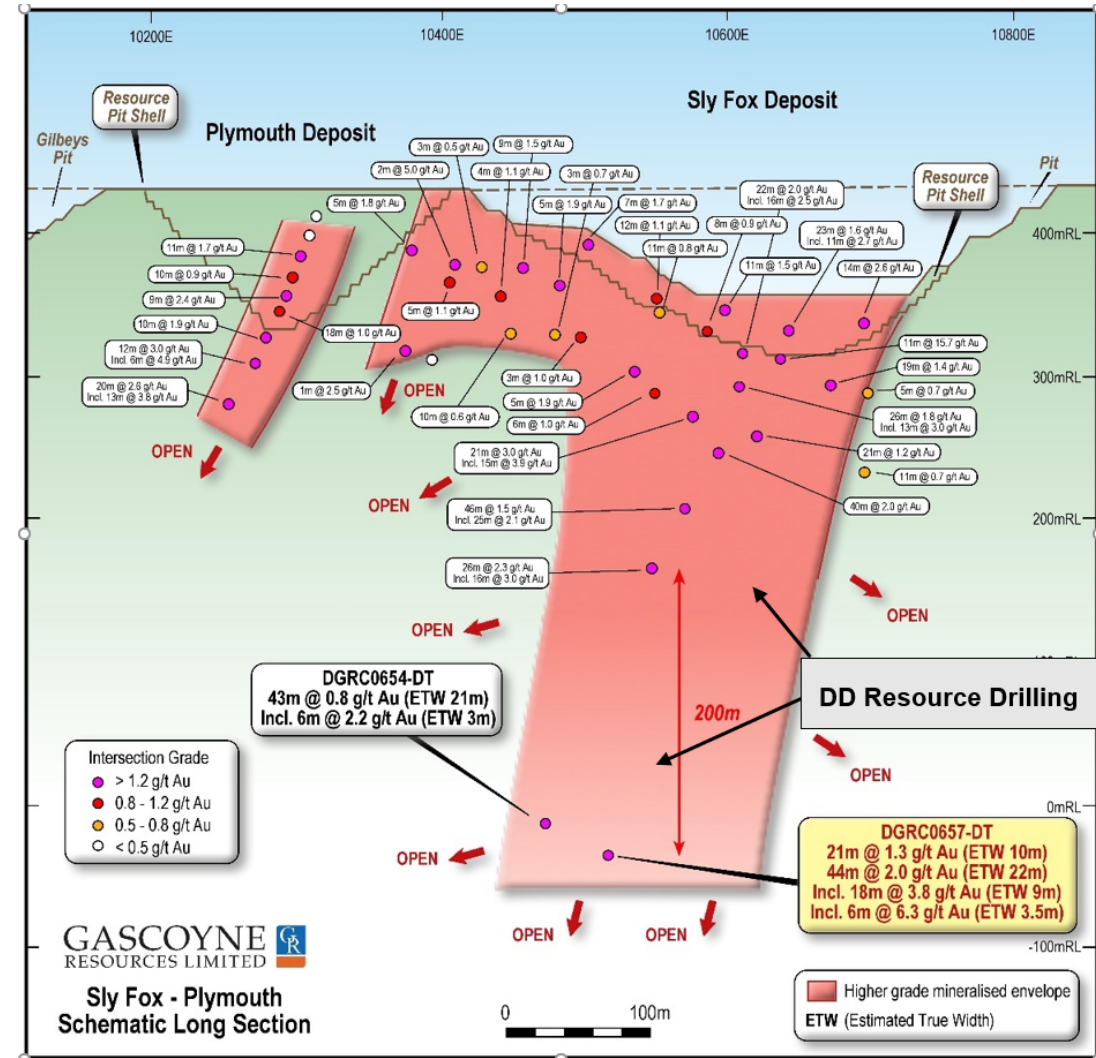 10200E
10400E
10600E
10800E
Resource
Pit Shell
Gilbeys
Pit
Plymouth Deposit
Sly Fox Deposit
Pit
Resource
Pit Shell
3m @ 0.5 g/t Au
9m @ 1.5 g/t Au
2m @ 5.0 g/t Au
4m @ 1.1 g/t Au
3m @ 0.7 g/t Au
5m @ 1.8 g/t Au
5m @ 1.9 g/t Au
7m @ 1.7 g/t Au
12m @ 1.1 g/t Au
11m @ 0.8 g/t Au
22m @ 2.0 g/t Au
Incl. 16m @ 2.5 g/t Au
8m @ 0.9 g/t Au
23m @ 1.6 g/t Au
Incl. 11m @ 2.7 g/t Au
11m @ 1.5 g/t Au
14m @ 2.6 g/t Au
400mRL
11m @ 1.7 g/t Au
10m @ 0.9 g/t Au
9m @ 2.4 g/t Au
10m @ 1.9 g/t Au
18m @ 1.0 g/t Au
12m @ 3.0 g/t Au
Incl. 6m @ 4.9 g/t Au
20m @ 2.6 g/t Au
Incl. 13m @ 3.8 g/t Au
OPEN
5m @ 1.1 g/t Au
1m @ 2.5 g/t Au
OPEN
10m @ 0.6 g/t Au
3m @ 1.0 g/t Au
5m @ 1.9 g/t Au
6m @ 1.0 g/t Au
11m @ 15.7 g/t Au
19m @ 1.4 g/t Au
300mRL
5m @ 0.7 g/t Au
26m @ 1.8 g/t Au
Incl. 13m @ 3.0 g/t Au
21m @ 1.2 g/t Au
11m @ 0.7 g/t Au
40m @ 2.0 g/t Au
21m @ 3.0 g/t Au
Incl. 15m @ 3.9 g/t Au
OPEN
46m @ 1.5 g/t Au
Incl. 25m @ 2.1 g/t Au
200mRL
26m @ 2.3 g/t Au
Incl. 16m @ 3.0 g/t Au
OPEN
OPEN
DGRC0654-DT
43m @ 0.8 g/t Au (ETW 21m)
Incl. 6m @ 2.2 g/t Au (ETW 3m)
200m
DD Resource Drilling
OPEN
Intersection Grade
> 1.2 g/t Au
0.8 - 1.2 g/t Au
0.5 - 0.8 g/t Au
< 0.5 g/t Au
0mRL
DGRC0657-DT
21m @ 1.3 g/t Au (ETW 10m)
44m @ 2.0 g/t Au (ETW 22m)
Incl. 18m @ 3.8 g/t Au (ETW 9m)
Incl. 6m @ 6.3 g/t Au (ETW 3.5m)
OPEN
OPEN
OPEN
-100mRL
GASCOYNE
RESOURCES LIMITED
GR
Sly Fox - Plymouth
Schematic Long Section
0
100m
Higher grade mineralised envelope
ETW (Estimated True Width)